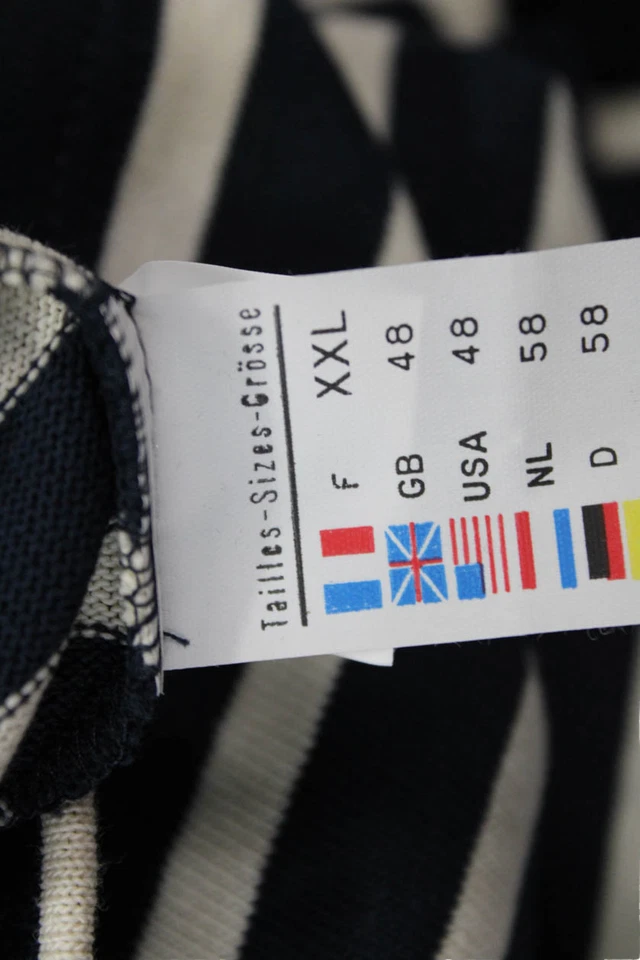 Tailles-Sizes-Grösse
F XXL
GB 48
USA 48
NL 58
D 58